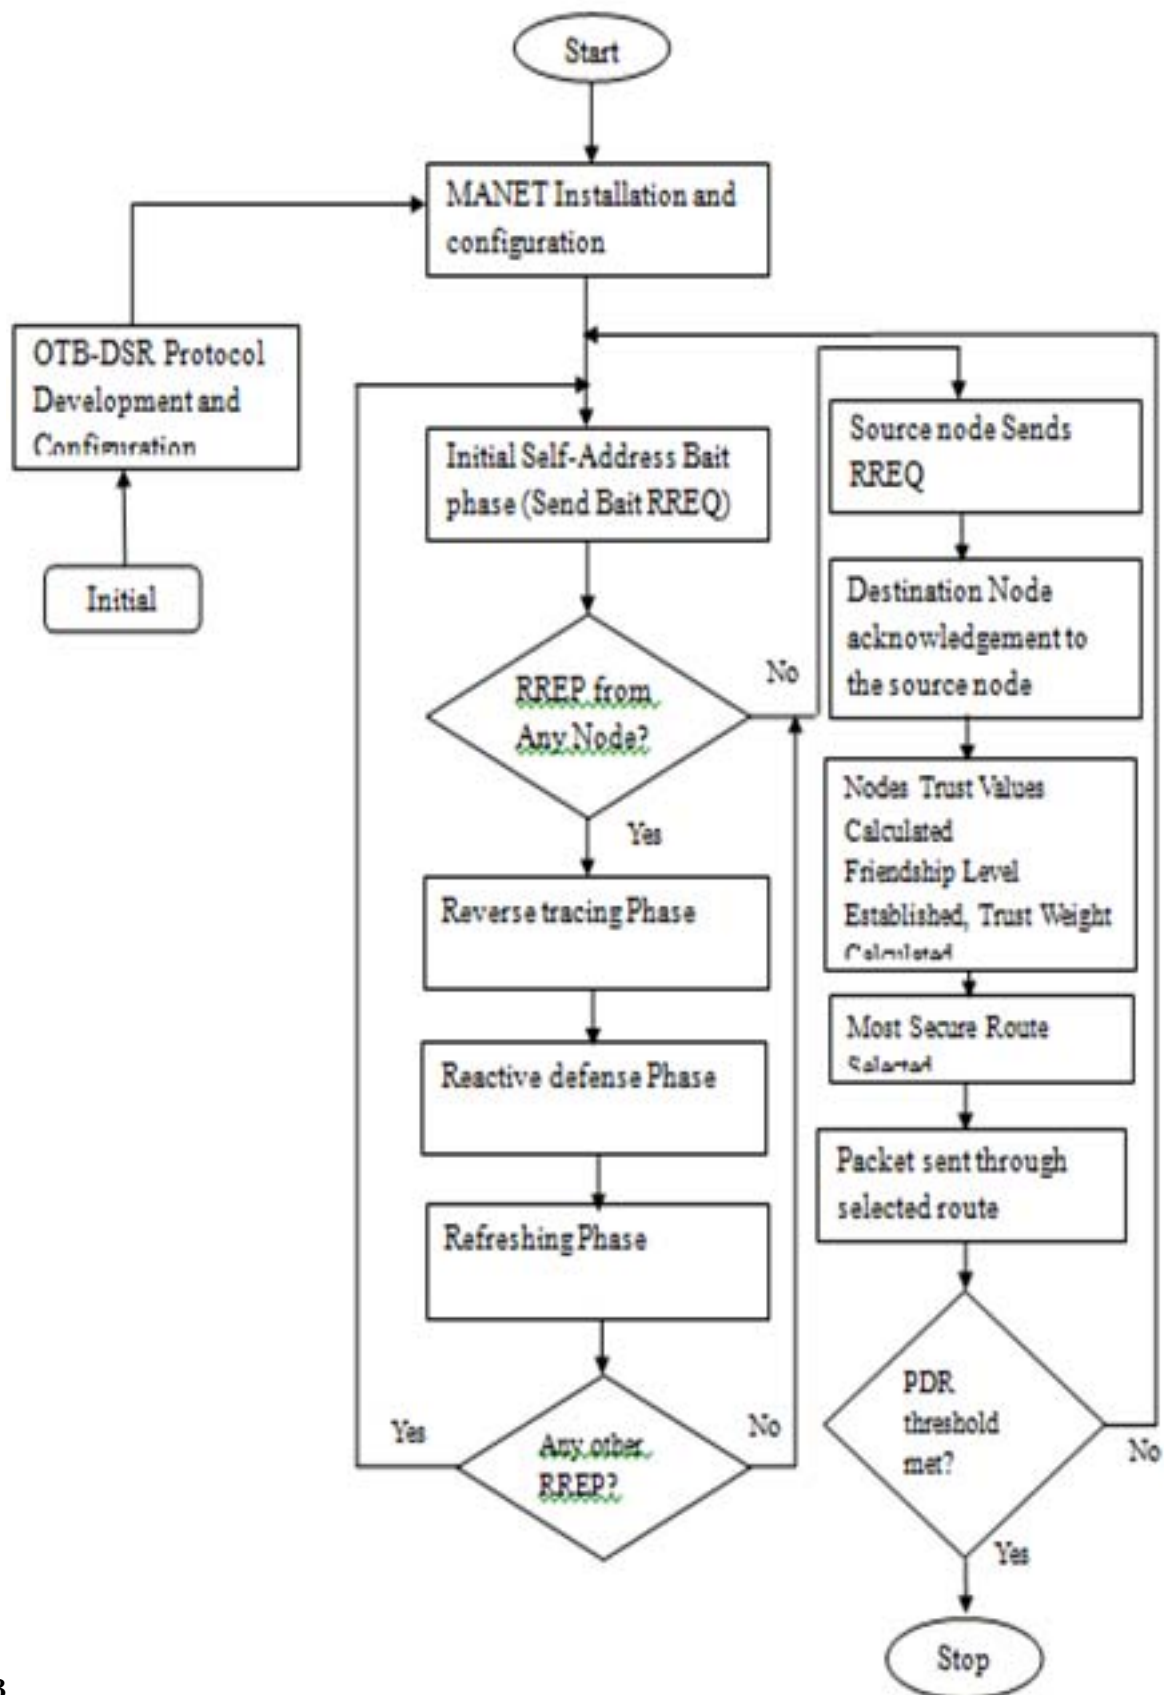 Start
MANET Installation and
configuration
OTB-DSR Protocol
Development and
Configuration
Initial
Initial Self-Address Bait
phase (Send Bait RREQ)
RREP from
Any Node?
No
Yes
Reverse tracing Phase
Reactive defense Phase
Refreshing Phase
Any other
RREP?
Yes
No
Source node Sends
RREQ
Destination Node
acknowledgement to
the source node
Nodes Trust Values
Calculated
Friendship Level
Established, Trust Weight
Calculated
Most Secure Route
Selected
Packet sent through
selected route
PDR
threshold
met?
No
Yes
Stop